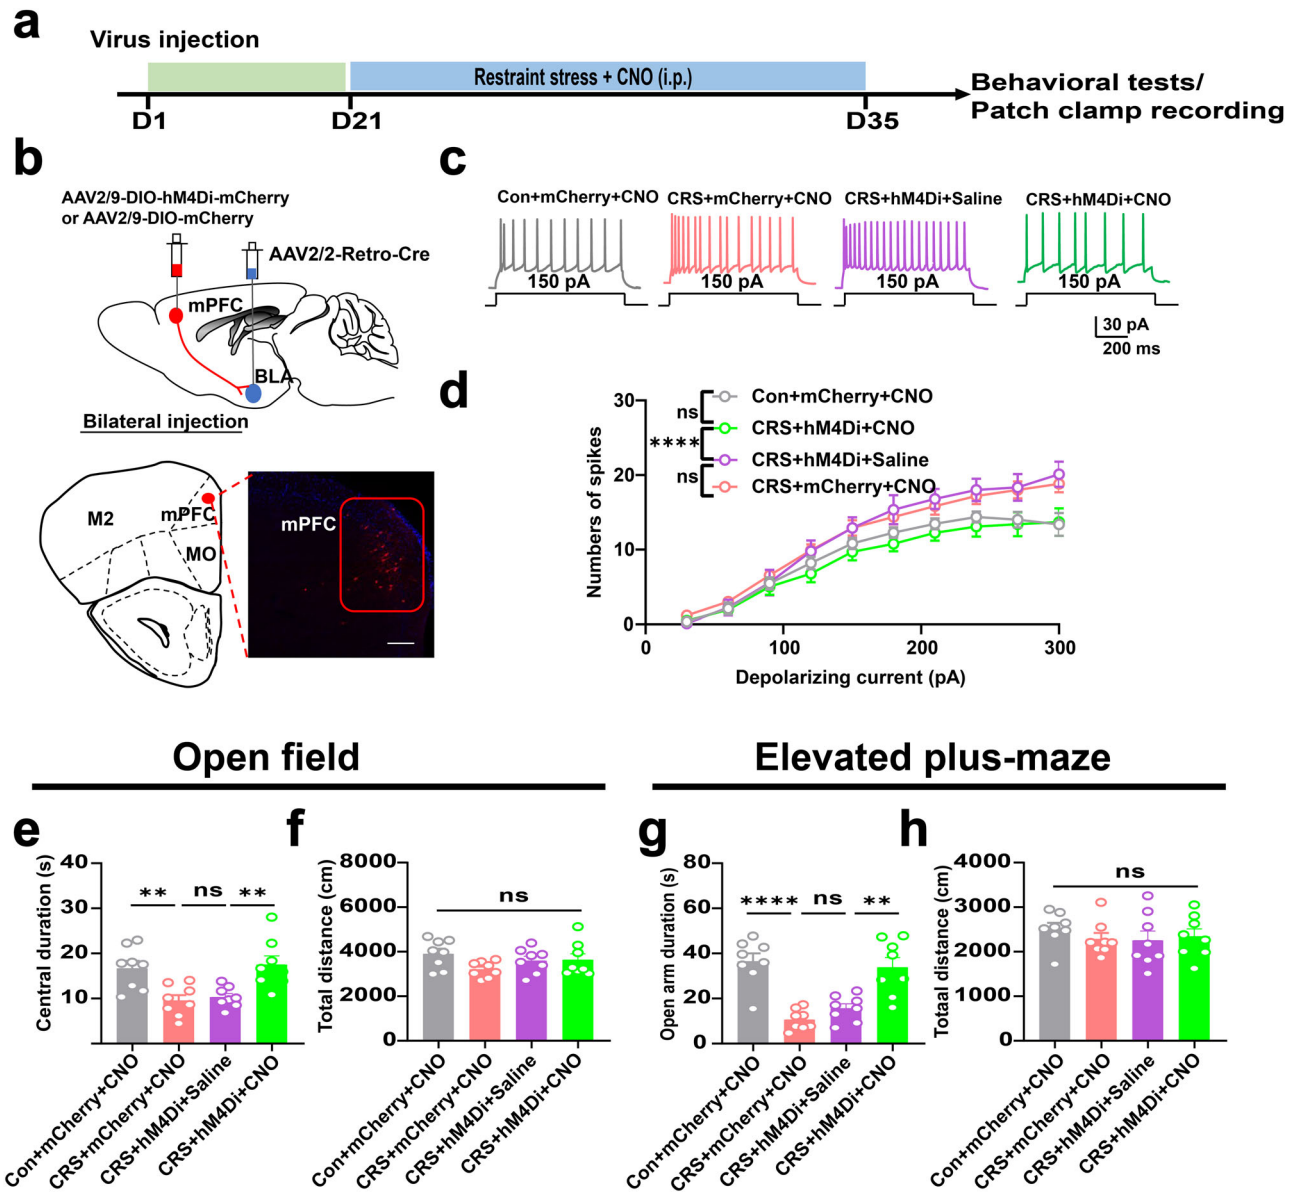 a
Virus injection
Restraint stress + CNO (i.p.)
D1
D21
D35
Behavioral tests/
Patch clamp recording
b
AAV2/9-DIO-hM4Di-mCherry
or AAV2/9-DIO-mCherry
AAV2/2-Retro-Cre
mPFC
BLA
Bilateral injection
M2
mPFC
MO
mPFC
c
Con+mCherry+CNO
CRS+mCherry+CNO
CRS+hM4Di+Saline
CRS+hM4Di+CNO
150 pA
150 pA
150 pA
150 pA
30 pA
200 ms
d
Numbers of spikes
30
20
10
0
0
100
200
300
Depolarizing current (pA)
ns
****
ns
Con+mCherry+CNO
CRS+hM4Di+CNO
CRS+hM4Di+Saline
CRS+mCherry+CNO
Open field
Elevated plus-maze
e
Central duration (s)
40
30
20
10
**
ns
**
Con+mCherry+CNO
CRS+mCherry+CNO
CRS+hM4Di+Saline
CRS+hM4Di+CNO
f
Total distance (cm)
8000
6000
4000
2000
0
ns
Con+mCherry+CNO
CRS+mCherry+CNO
CRS+hM4Di+Saline
CRS+hM4Di+CNO
g
Open arm duration (s)
80
60
40
20
0
****
ns
**
Con+mCherry+CNO
CRS+mCherry+CNO
CRS+hM4Di+Saline
CRS+hM4Di+CNO
h
Totaal distance (cm)
4000
3000
2000
1000
0
ns
Con+mCherry+CNO
CRS+mCherry+CNO
CRS+hM4Di+Saline
CRS+hM4Di+CNO